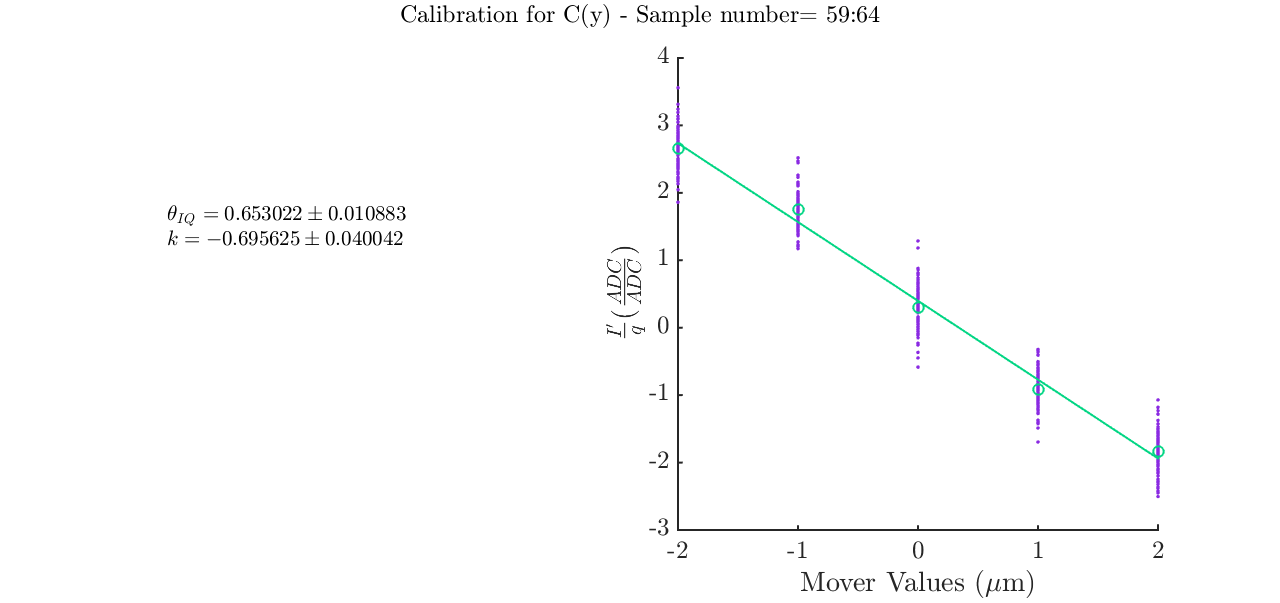 Calibration for C(y) - Sample number= 59:64
θ_IQ = 0.653022 ± 0.010883
k = −0.695625 ± 0.040042
I'/q (ADC/ADC)
4
3
2
1
0
-1
-2
-3
-2 -1 0 1 2
Mover Values (μm)